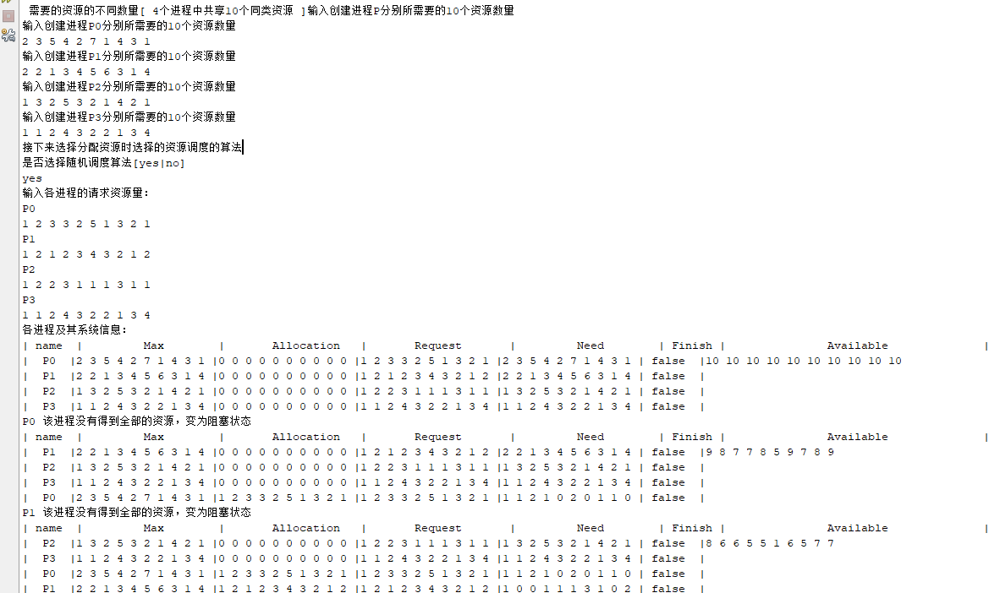 需要的资源的不同数量[ 4个进程中共享10个同类资源 ]输入创建进程P分别所需要的10个资源数量
输入创建进程P0分别所需要的10个资源数量
2 3 5 4 2 7 1 4 3 1
输入创建进程P1分别所需要的10个资源数量
2 2 1 3 4 5 6 3 1 4
输入创建进程P2分别所需要的10个资源数量
1 3 2 5 3 2 1 4 2 1
输入创建进程P3分别所需要的10个资源数量
1 1 2 4 3 2 2 1 3 4
接下来选择分配资源时选择的资源调度的算法
是否选择随机调度算法[yes|no]
yes
输入各进程的请求资源量:
P0
1 2 3 3 2 5 1 3 2 1
P1
1 2 1 2 3 4 3 2 1 2
P2
1 2 2 3 1 1 1 3 1 1
P3
1 1 2 4 3 2 2 1 3 4
各进程及其系统信息:
| name | Max | Allocation | Request | Need | Finish | Available |
| P0 |2 3 5 4 2 7 1 4 3 1 |0 0 0 0 0 0 0 0 0 0 |1 2 3 3 2 5 1 3 2 1 |2 3 5 4 2 7 1 4 3 1 | false |10 10 10 10 10 10 10 10 10 10
| P1 |2 2 1 3 4 5 6 3 1 4 |0 0 0 0 0 0 0 0 0 0 |1 2 1 2 3 4 3 2 1 2 |2 2 1 3 4 5 6 3 1 4 | false |
| P2 |1 3 2 5 3 2 1 4 2 1 |0 0 0 0 0 0 0 0 0 0 |1 2 2 3 1 1 1 3 1 1 |1 3 2 5 3 2 1 4 2 1 | false |
| P3 |1 1 2 4 3 2 2 1 3 4 |0 0 0 0 0 0 0 0 0 0 |1 1 2 4 3 2 2 1 3 4 |1 1 2 4 3 2 2 1 3 4 | false |
P0 该进程没有得到全部的资源，变为阻塞状态
| name | Max | Allocation | Request | Need | Finish | Available |
| P1 |2 2 1 3 4 5 6 3 1 4 |0 0 0 0 0 0 0 0 0 0 |1 2 1 2 3 4 3 2 1 2 |2 2 1 3 4 5 6 3 1 4 | false |9 8 7 7 8 5 9 7 8 9
| P2 |1 3 2 5 3 2 1 4 2 1 |0 0 0 0 0 0 0 0 0 0 |1 2 2 3 1 1 1 3 1 1 |1 3 2 5 3 2 1 4 2 1 | false |
| P3 |1 1 2 4 3 2 2 1 3 4 |0 0 0 0 0 0 0 0 0 0 |1 1 2 4 3 2 2 1 3 4 |1 1 2 4 3 2 2 1 3 4 | false |
| P0 |2 3 5 4 2 7 1 4 3 1 |1 2 3 3 2 5 1 3 2 1 |1 2 3 3 2 5 1 3 2 1 |1 1 2 1 0 2 0 1 1 0 | false |
P1 该进程没有得到全部的资源，变为阻塞状态
| name | Max | Allocation | Request | Need | Finish | Available |
| P2 |1 3 2 5 3 2 1 4 2 1 |0 0 0 0 0 0 0 0 0 0 |1 2 2 3 1 1 1 3 1 1 |1 3 2 5 3 2 1 4 2 1 | false |8 6 6 5 5 1 6 5 7 7
| P3 |1 1 2 4 3 2 2 1 3 4 |0 0 0 0 0 0 0 0 0 0 |1 1 2 4 3 2 2 1 3 4 |1 1 2 4 3 2 2 1 3 4 | false |
| P0 |2 3 5 4 2 7 1 4 3 1 |1 2 3 3 2 5 1 3 2 1 |1 2 3 3 2 5 1 3 2 1 |1 1 2 1 0 2 0 1 1 0 | false |
| P1 |2 2 1 3 4 5 6 3 1 4 |1 2 1 2 3 4 3 2 1 2 |1 2 1 2 3 4 3 2 1 2 |1 0 0 1 1 1 3 1 0 2 | false |